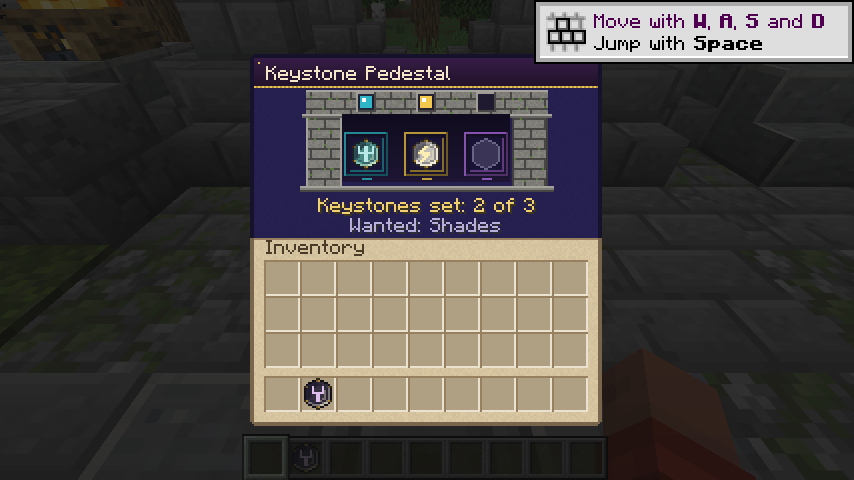 Move with W, A, S and D
Jump with Space
Keystone Pedestal
Keystones set: 2 of 3
Wanted: Shades
Inventory